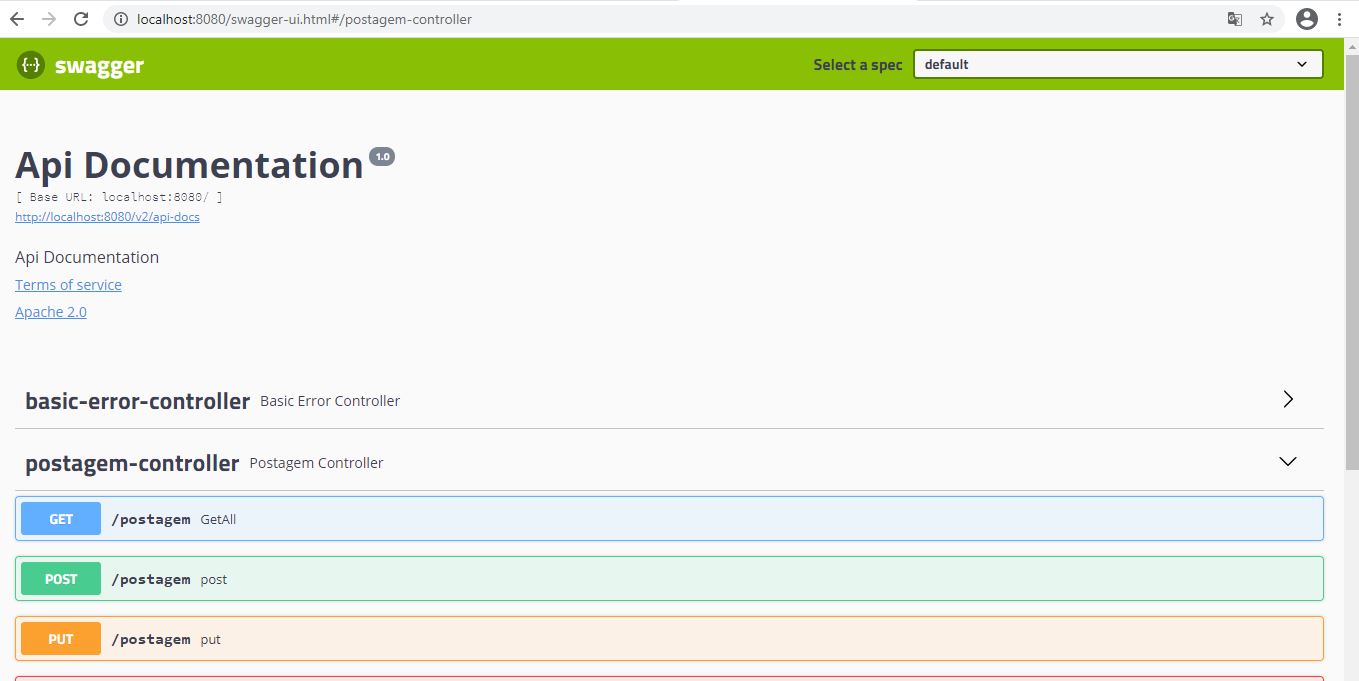 localhost:8080/swagger-ui.html#/postagem-controller
{··} swagger
Select a spec default
Api Documentation 1.0
[ Base URL: localhost:8080/ ]
http://localhost:8080/v2/api-docs
Api Documentation
Terms of service
Apache 2.0
basic-error-controller Basic Error Controller
postagem-controller Postagem Controller
GET /postagem GetAll
POST /postagem post
PUT /postagem put